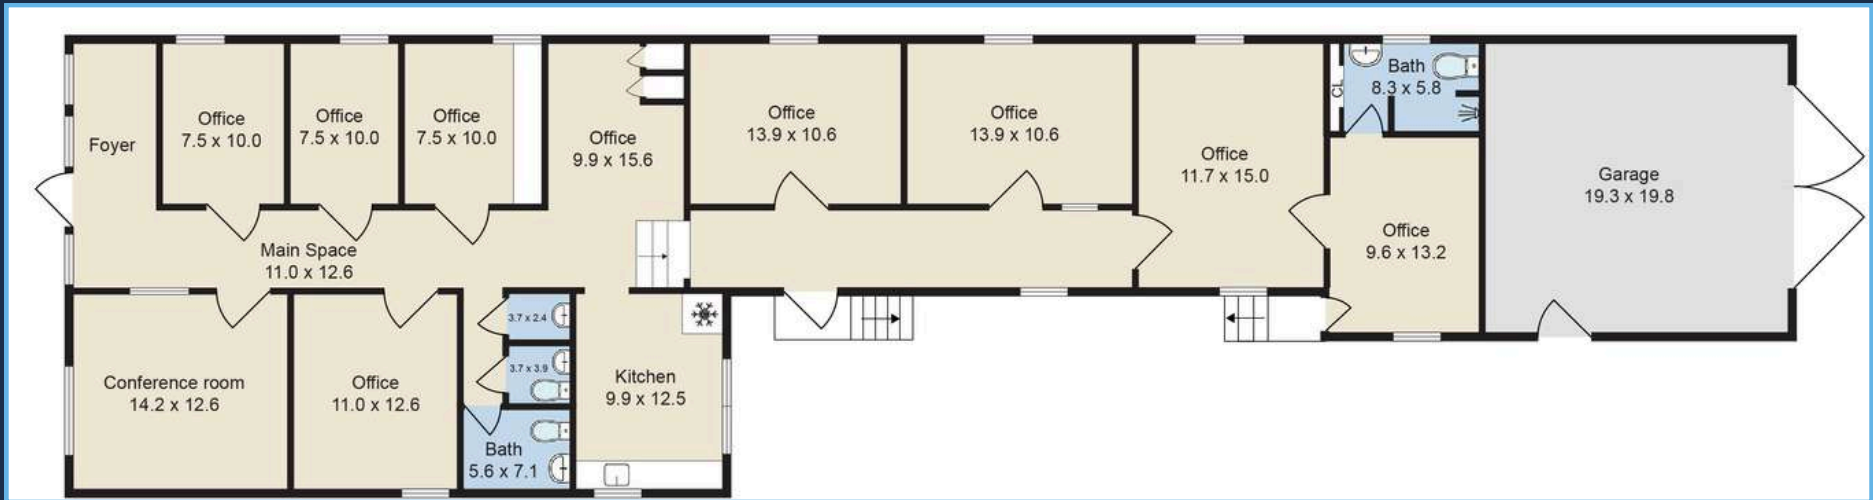 Foyer
Office
7.5 x 10.0
Office
7.5 x 10.0
Office
7.5 x 10.0
Office
9.9 x 15.6
Office
13.9 x 10.6
Office
13.9 x 10.6
Office
11.7 x 15.0
CL
Bath
8.3 x 5.8
Office
9.6 x 13.2
Garage
19.3 x 19.8
Main Space
11.0 x 12.6
Conference room
14.2 x 12.6
Office
11.0 x 12.6
3.7 x 2.4
3.7 x 3.9
Bath
5.6 x 7.1
Kitchen
9.9 x 12.5